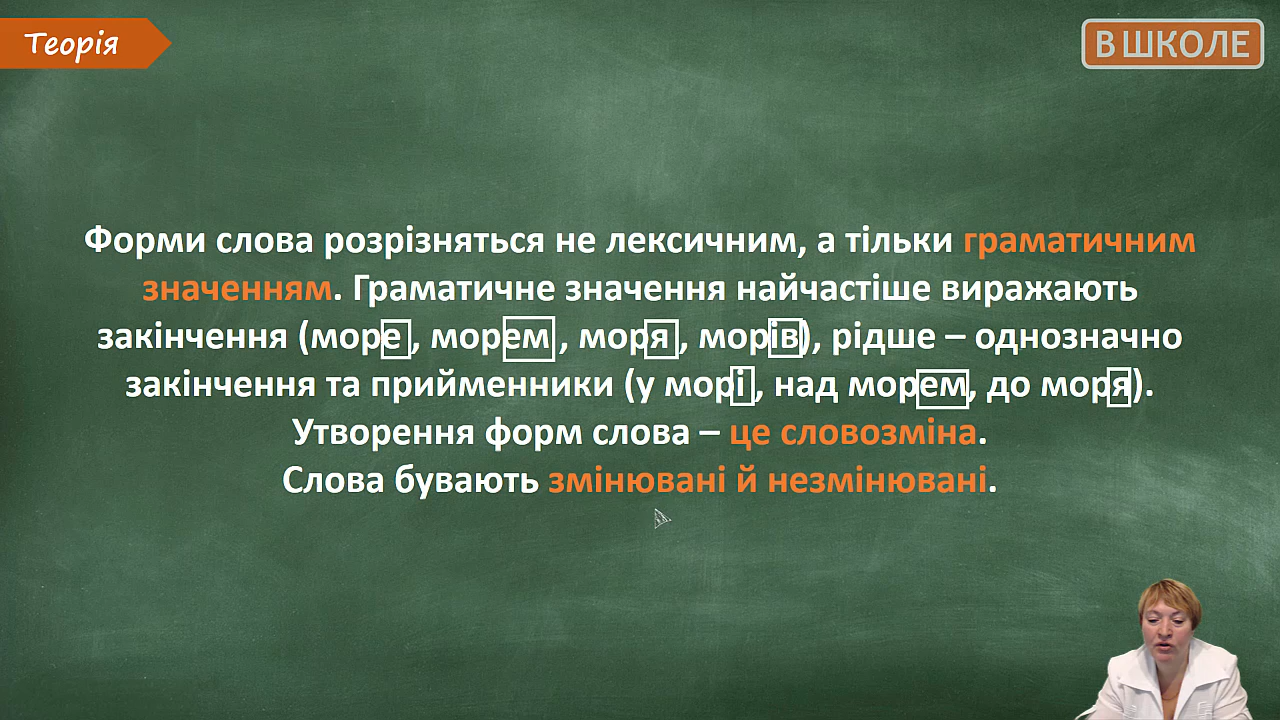 Теорія
В ШКОЛЕ
Форми слова розрізняться не лексичним, а тільки граматичним
значенням. Граматичне значення найчастіше виражають
закінчення (море , морем , моря , морів), рідше – однозначно
закінчення та прийменники (у морі , над морем, до моря).
Утворення форм слова – це словозміна.
Слова бувають змінювані й незмінювані.